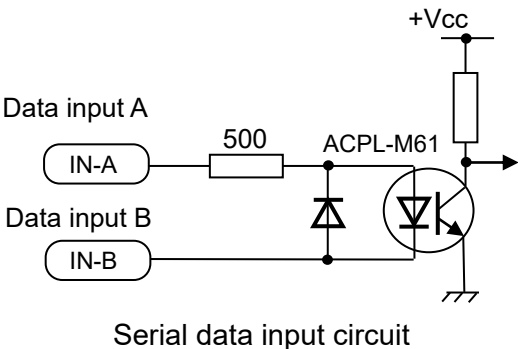 +Vcc
Data input A
500
ACPL-M61
IN-A
Data input B
IN-B
Serial data input circuit